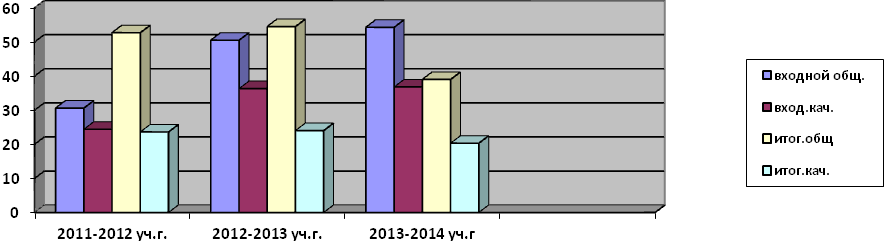 60
50
40
30
20
10
0
2011-2012 уч.г.
2012-2013 уч.г.
2013-2014 уч.г
входной общ.
вход.кач.
итог.общ
итог.кач.